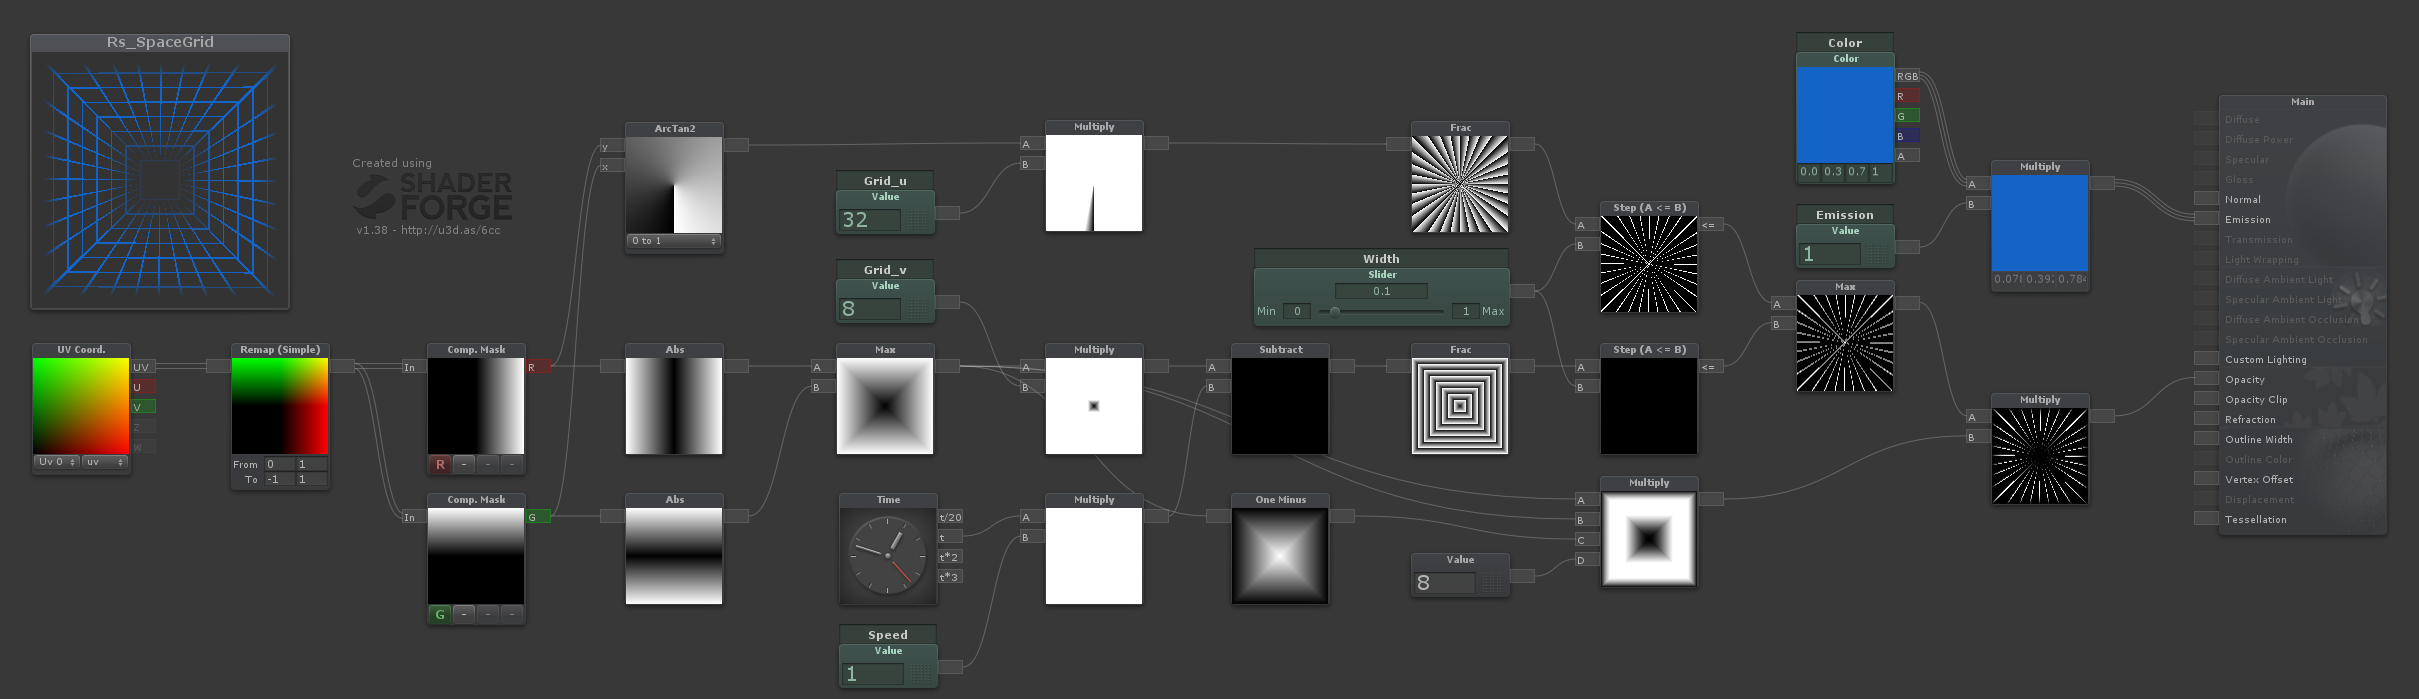 Rs_SpaceGrid
Created using
SHADER
FORGE
v1.38 - http://u3d.as/6cc
UV Coord.
UV
U
V
Z
W
Uv 0
uv
Remap (Simple)
From 0 1
To -1 1
Comp. Mask
In
R
R - - -
Comp. Mask
In
G
G - - -
ArcTan2
y
x
0 to 1
Abs
Abs
Grid_u
Value
32
Grid_v
Value
8
Max
A
B
Time
t/20
t
t*2
t*3
Speed
Value
1
Multiply
A
B
Multiply
A
B
Multiply
A
B
Subtract
A
B
One Minus
Width
Slider
0.1
Min 0 1 Max
Frac
Frac
Value
8
Step (A <= B)
A
B
<=
Step (A <= B)
A
B
<=
Multiply
A
B
C
D
Color
Color
RGB
R
G
B
A
0.0 0.3 0.7 1
Emission
Value
1
Max
A
B
Multiply
A
B
Multiply
A
B
Main
Diffuse
Diffuse Power
Specular
Gloss
Normal
Emission
Transmission
Light Wrapping
Diffuse Ambient Light
Specular Ambient Light
Diffuse Ambient Occlusion
Specular Ambient Occlusion
Custom Lighting
Opacity
Opacity Clip
Refraction
Outline Width
Outline Color
Vertex Offset
Displacement
Tessellation